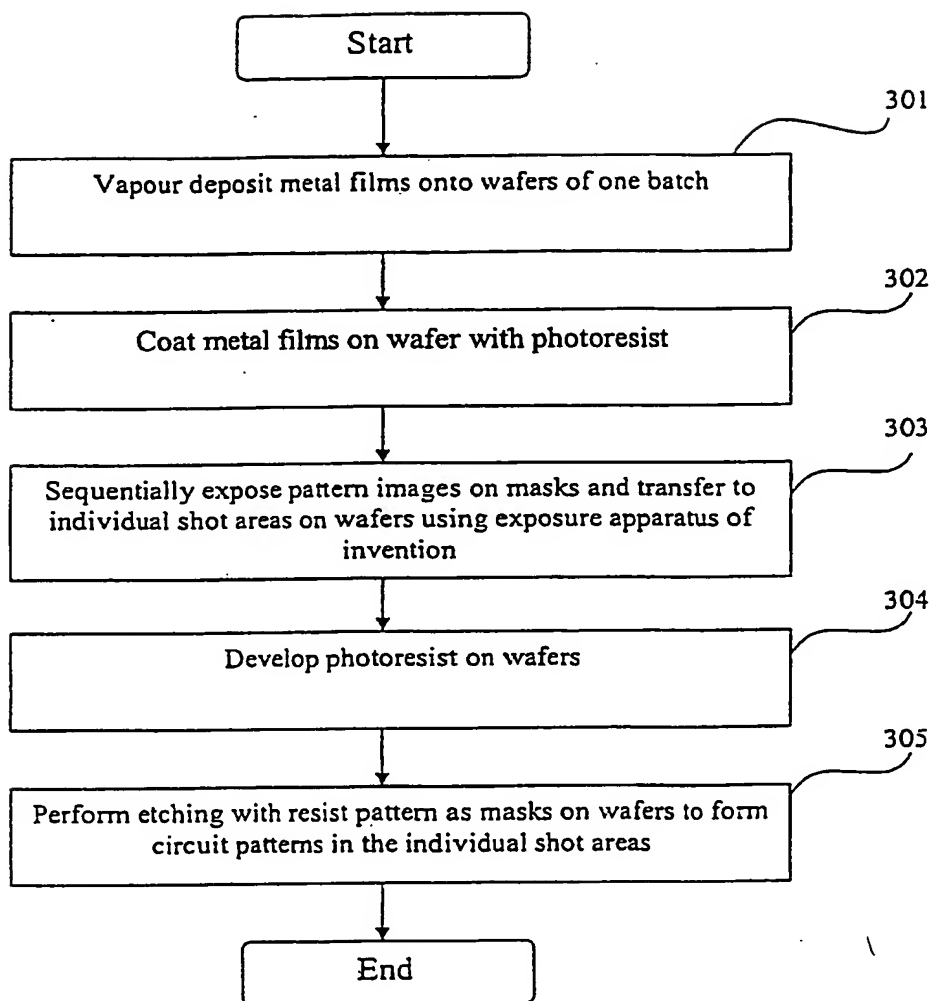 Start
301
Vapour deposit metal films onto wafers of one batch
302
Coat metal films on wafer with photoresist
303
Sequentially expose pattern images on masks and transfer to
individual shot areas on wafers using exposure apparatus of
invention
304
Develop photoresist on wafers
305
Perform etching with resist pattern as masks on wafers to form
circuit patterns in the individual shot areas
End